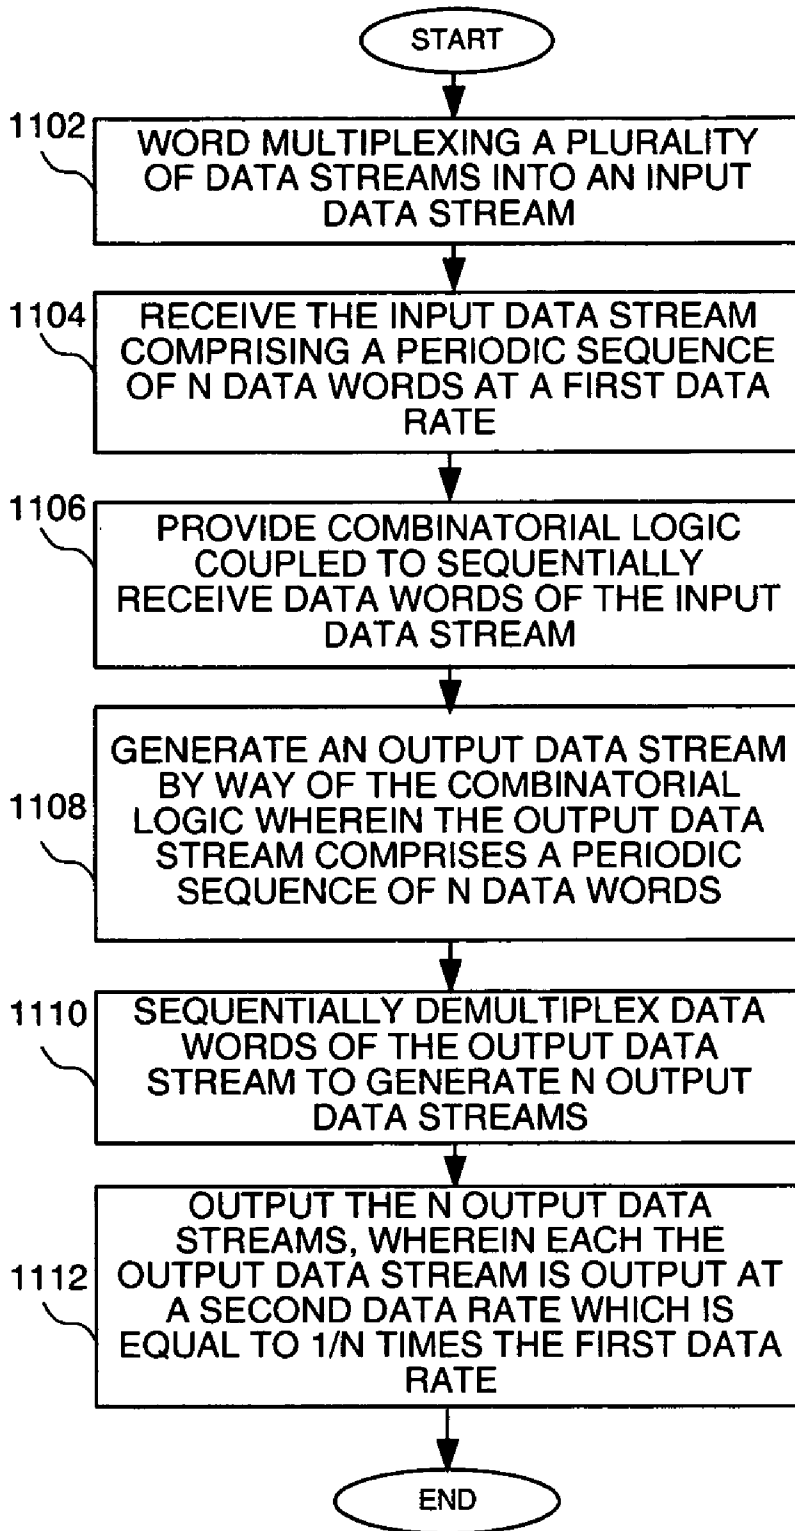 START
1102
WORD MULTIPLEXING A PLURALITY
OF DATA STREAMS INTO AN INPUT
DATA STREAM
1104
RECEIVE THE INPUT DATA STREAM
COMPRISING A PERIODIC SEQUENCE
OF N DATA WORDS AT A FIRST DATA
RATE
1106
PROVIDE COMBINATORIAL LOGIC
COUPLED TO SEQUENTIALLY
RECEIVE DATA WORDS OF THE INPUT
DATA STREAM
1108
GENERATE AN OUTPUT DATA STREAM
BY WAY OF THE COMBINATORIAL
LOGIC WHEREIN THE OUTPUT DATA
STREAM COMPRISES A PERIODIC
SEQUENCE OF N DATA WORDS
1110
SEQUENTIALLY DEMULTIPLEX DATA
WORDS OF THE OUTPUT DATA
STREAM TO GENERATE N OUTPUT
DATA STREAMS
1112
OUTPUT THE N OUTPUT DATA
STREAMS, WHEREIN EACH THE
OUTPUT DATA STREAM IS OUTPUT AT
A SECOND DATA RATE WHICH IS
EQUAL TO 1/N TIMES THE FIRST DATA
RATE
END